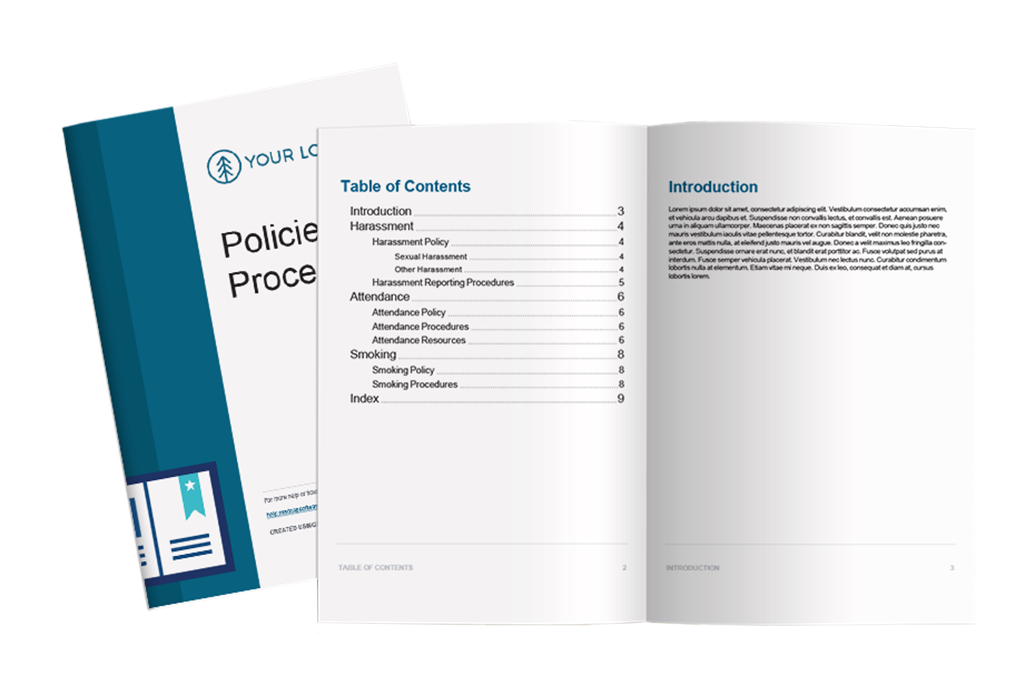 YOUR LO
Policie
Proce
For more help or
CREATED USING
Table of Contents
Introduction 3
Harassment 4
Harassment Policy 4
Sexual Harassment 4
Other Harassment 4
Harassment Reporting Procedures 5
Attendance 6
Attendance Policy 6
Attendance Procedures 6
Attendance Resources 6
Smoking 8
Smoking Policy 8
Smoking Procedures 8
Index 9
TABLE OF CONTENTS 2
Introduction
Lorem ipsum dolor sit amet, consectetur adipiscing elit. Vestibulum consectetur accumsan enim,
et vehicula arcu dapibus et. Suspendisse non convallis lectus, et convallis est. Aenean posuere
urna in aliquam ullamcorper. Maecenas placerat ex non sagittis semper. Donec quis justo nec
mauris vestibulum iaculis vitae pellentesque tortor. Curabitur blandit, velit non molestie pharetra,
ante eros mattis nulla, at eleifend justo mauris vel augue. Donec a velit maximus leo fringilla con-
sectetur. Suspendisse ornare erat nunc, et blandit erat porttitor ac. Fusce volutpat sed purus at
interdum. Fusce semper vehicula placerat. Vestibulum nec lectus nunc. Curabitur condimentum
lobortis nulla at elementum. Etiam vitae mi neque. Duis ex leo, consequat et diam at, cursus
lobortis lorem.
INTRODUCTION 3